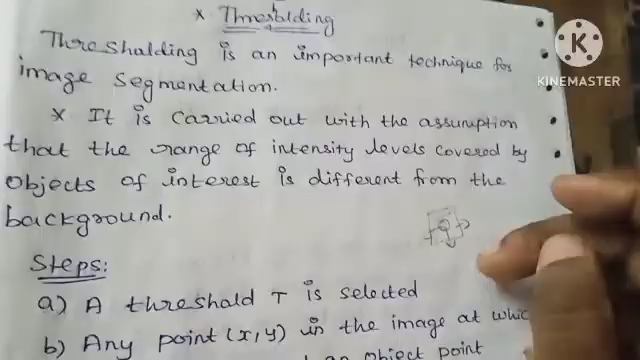 * Thresholding
Thresholding is an important technique for
image segmentation.
* It is carried out with the assumption
that the range of intensity levels covered by
objects of interest is different from the
background.
Steps:
a) A threshold T is selected
b) Any point (x,y) in the image at which
an object point
K
KINEMASTER